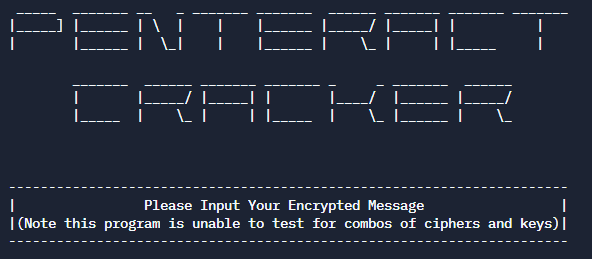 PENTERACT
CRACKER
Please Input Your Encrypted Message
(Note this program is unable to test for combos of ciphers and keys)